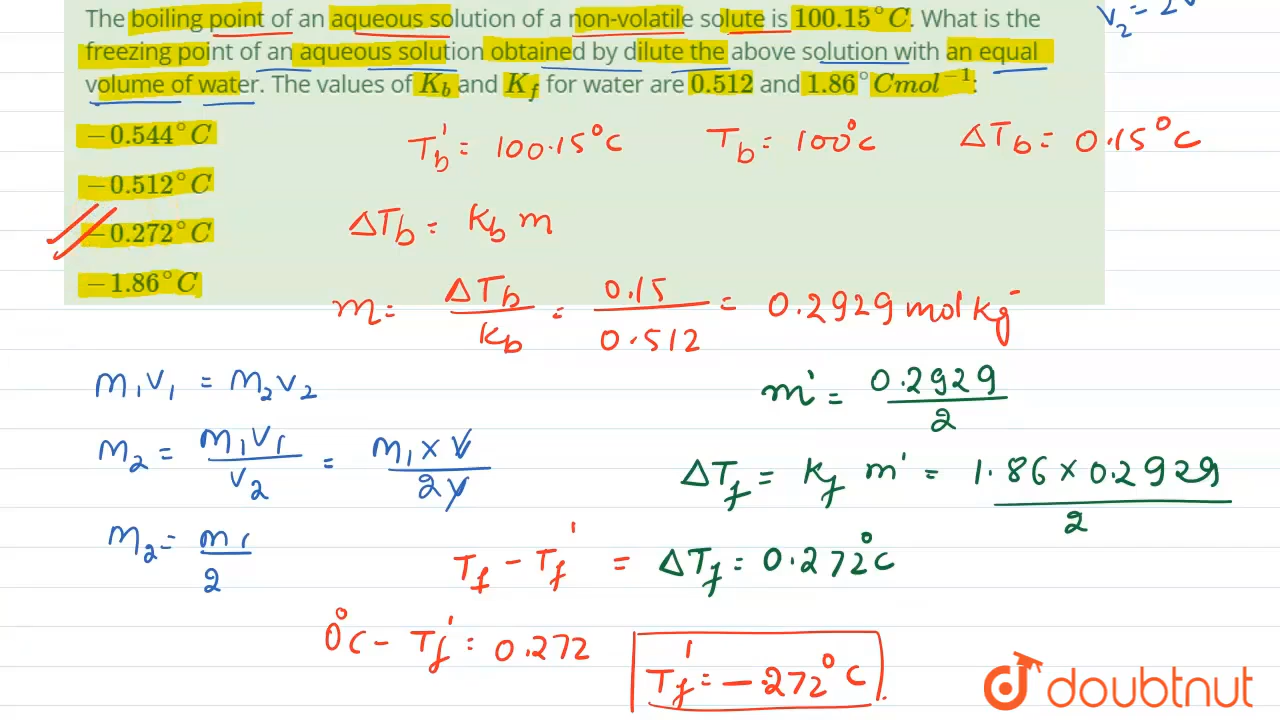 The boiling point of an aqueous solution of a non-volatile solute is 100.15°C. What is the
V₂ = 2V
freezing point of an aqueous solution obtained by dilute the above solution with an equal
volume of water. The values of K_b and K_f for water are 0.512 and 1.86°Cmol⁻¹:
−0.544°C
T_b' = 100.15°C T_b = 100°C ΔT_b = 0.15°C
−0.512°C
−0.272°C
ΔT_b = K_b m
−1.86°C
m = ΔT_b/K_b = 0.15/0.512 = 0.2929 mol kg⁻
m₁V₁ = m₂V₂
m' = 0.2929/2
m₂ = m₁V₁/V₂ = m₁×V/2V
ΔT_f = K_f m' = 1.86×0.2929/2
m₂ = m₁/2
T_f − T_f' = ΔT_f = 0.272°C
0°C − T_f' = 0.272
T_f' = −.272°C
doubtnut